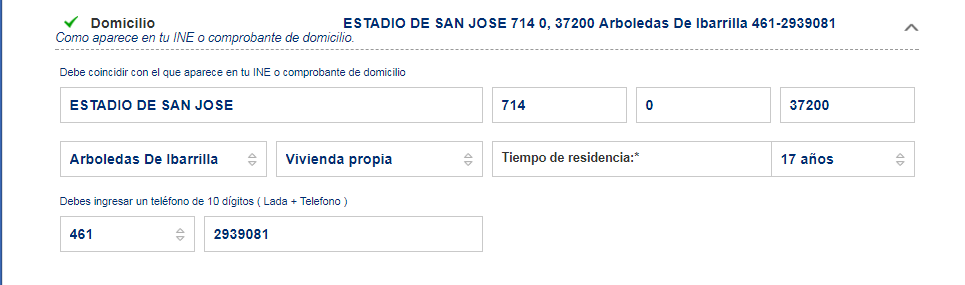 Domicilio ESTADIO DE SAN JOSE 714 0, 37200 Arboledas De Ibarrilla 461-2939081
Como aparece en tu INE o comprobante de domicilio.
Debe coincidir con el que aparece en tu INE o comprobante de domicilio
ESTADIO DE SAN JOSE 714 0 37200
Arboledas De Ibarrilla Vivienda propia Tiempo de residencia:* 17 años
Debes ingresar un teléfono de 10 dígitos ( Lada + Telefono )
461 2939081